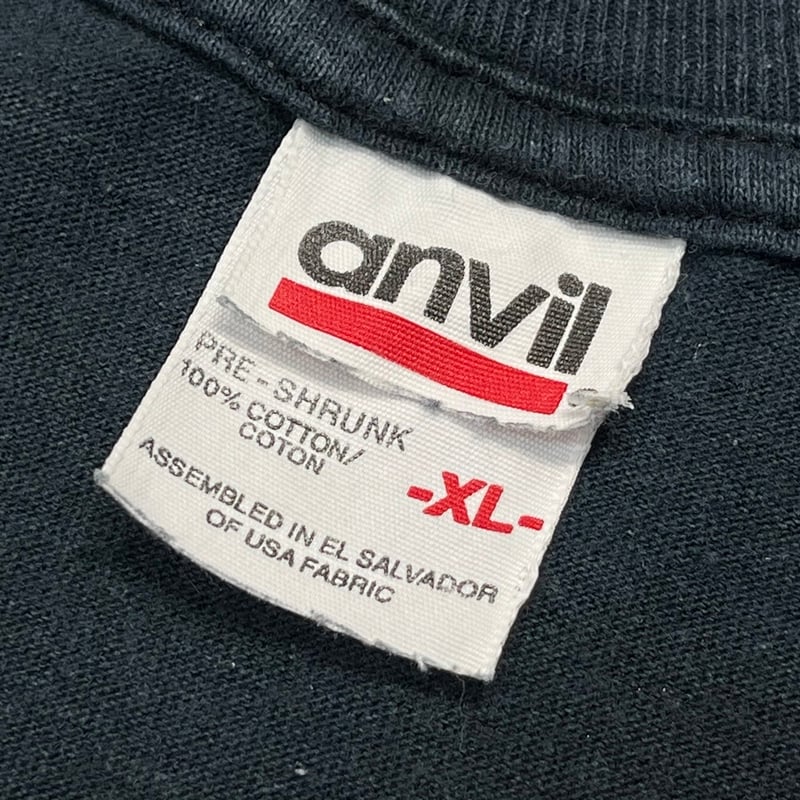 anvil
PRE-SHRUNK
100% COTTON/
COTON
-XL-
ASSEMBLED IN EL SALVADOR
OF USA FABRIC